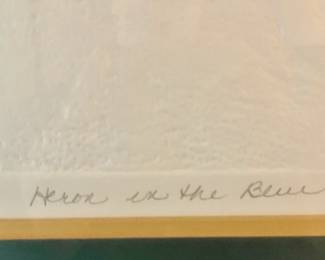 Heron in the Blue